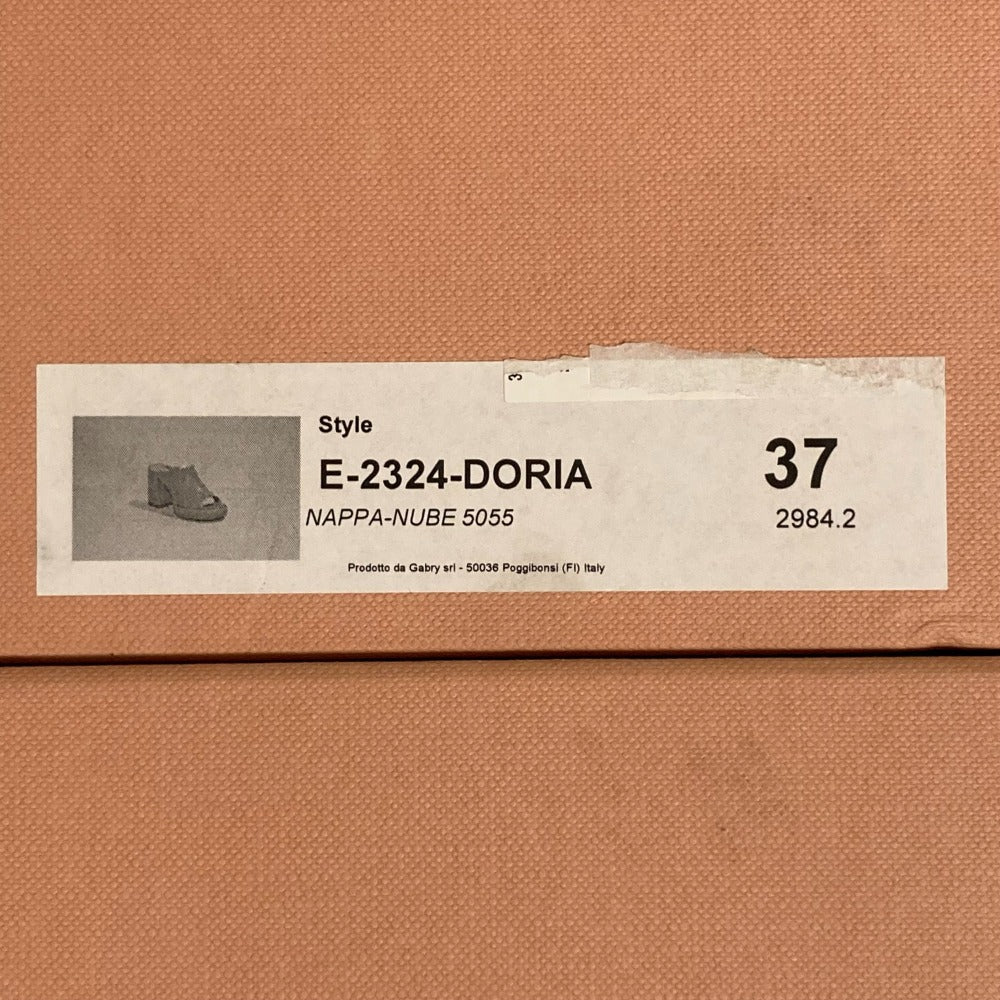 Style
E-2324-DORIA
37
NAPPA-NUBE 5055
2984.2
Prodotto da Gabry srl - 50036 Poggibonsi (FI) Italy